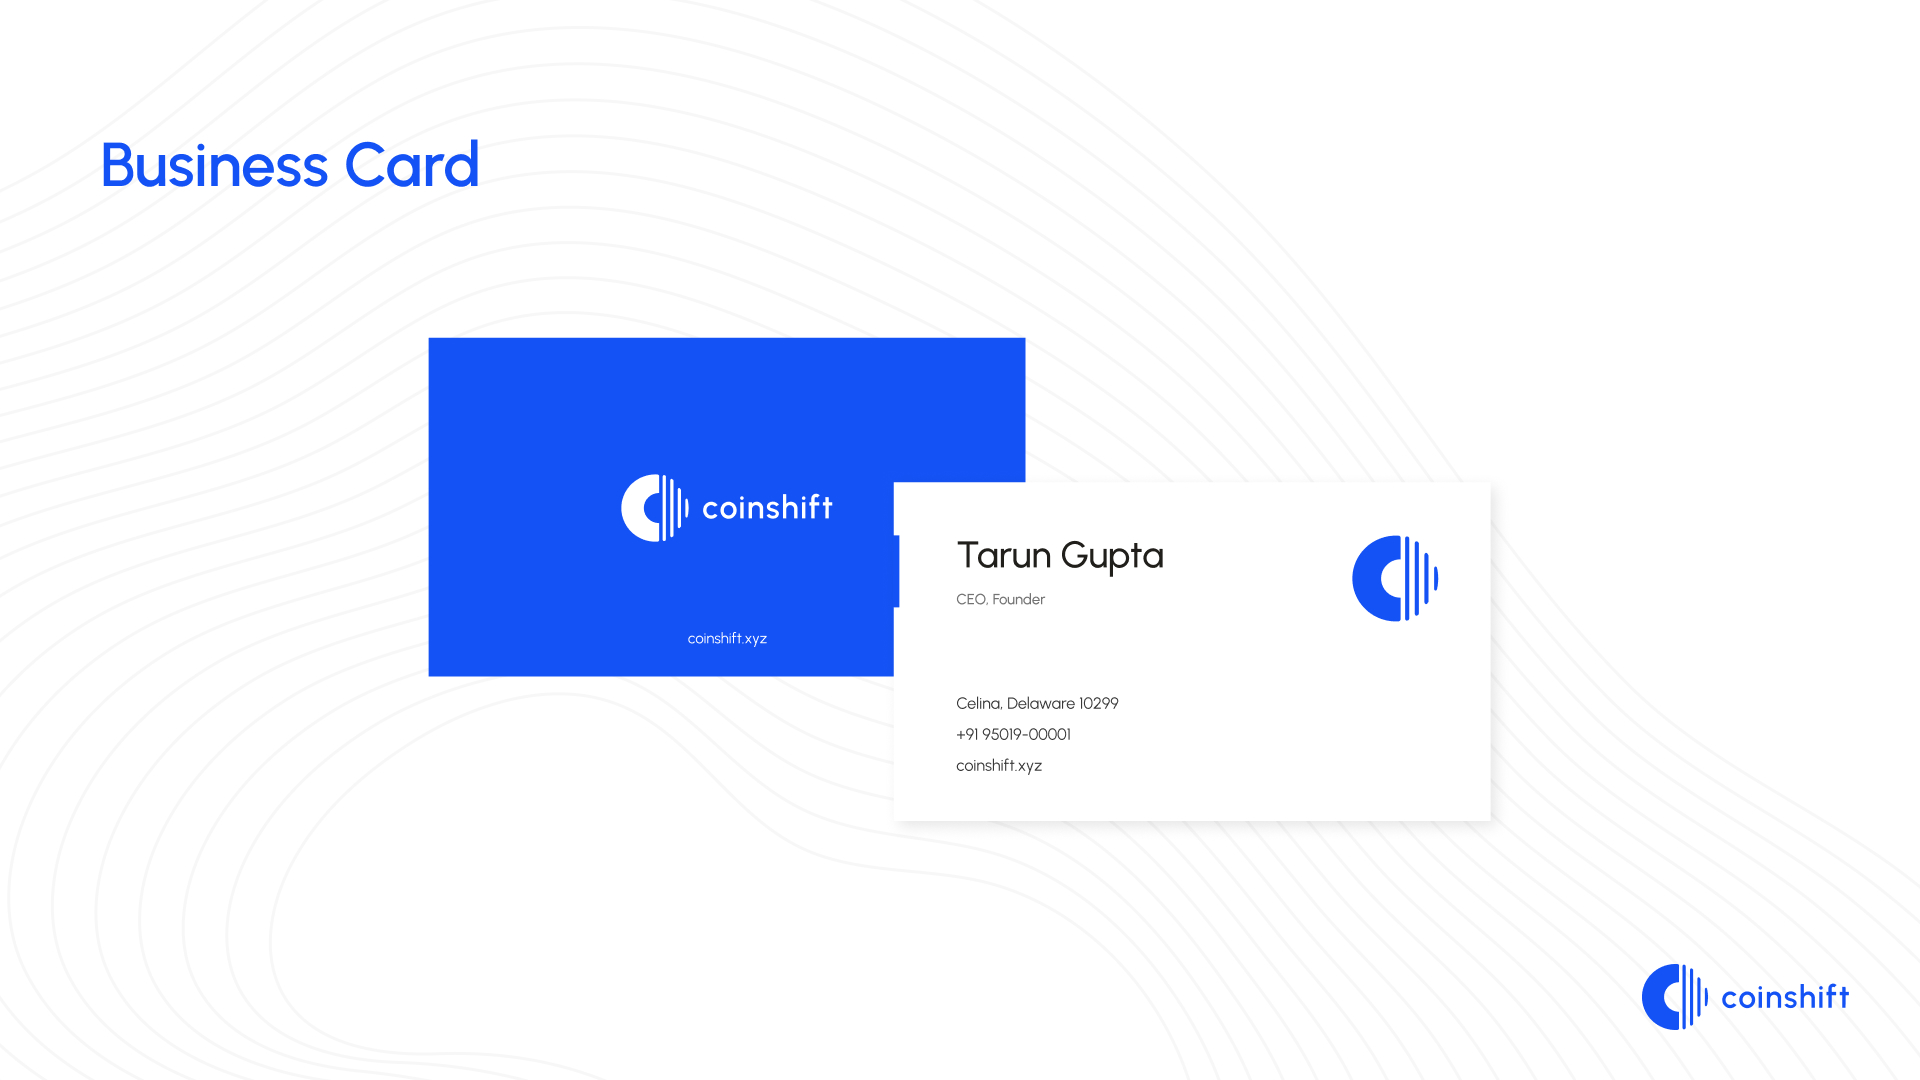 Business Card
coinshift
coinshift.xyz
Tarun Gupta
CEO, Founder
Celina, Delaware 10299
+91 95019-00001
coinshift.xyz
coinshift